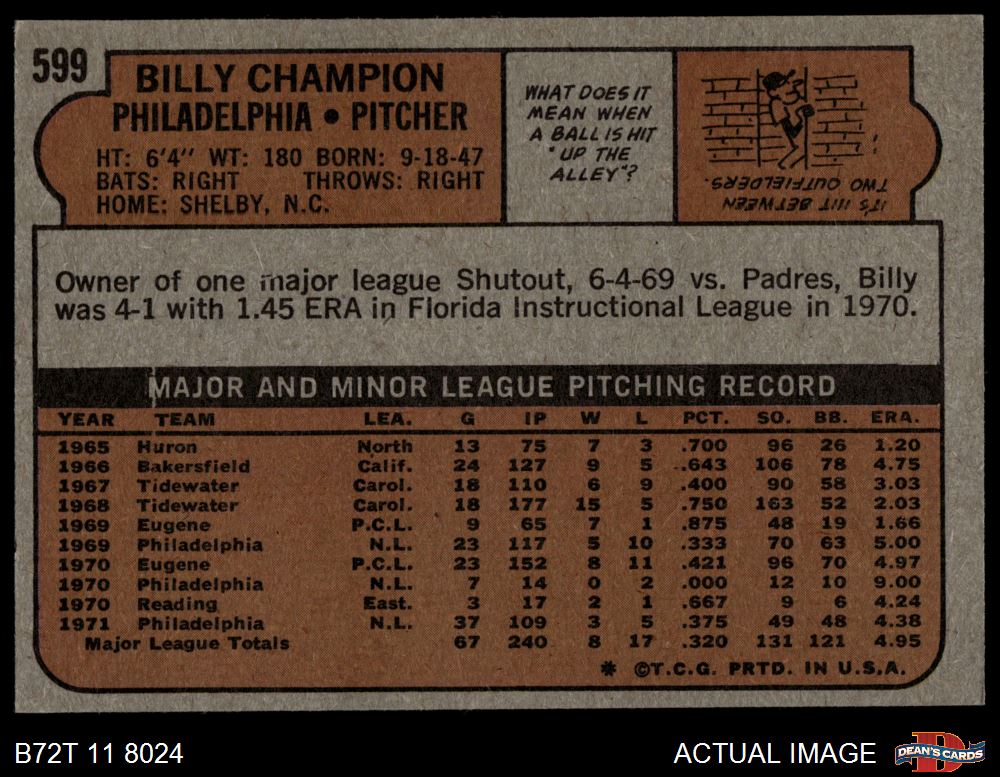 599
BILLY CHAMPION
PHILADELPHIA • PITCHER
HT: 6'4" WT: 180 BORN: 9-18-47
BATS: RIGHT THROWS: RIGHT
HOME: SHELBY, N.C.
WHAT DOES IT
MEAN WHEN
A BALL IS HIT
"UP THE
ALLEY"?
IT'S HIT BETWEEN
TWO OUTFIELDERS.
Owner of one major league Shutout, 6-4-69 vs. Padres, Billy
was 4-1 with 1.45 ERA in Florida Instructional League in 1970.
MAJOR AND MINOR LEAGUE PITCHING RECORD
YEAR TEAM LEA. G IP W L PCT. SO. BB. ERA.
1965 Huron North 13 75 7 3 .700 96 26 1.20
1966 Bakersfield Calif. 24 127 9 5 .643 106 78 4.75
1967 Tidewater Carol. 18 110 6 9 .400 90 58 3.03
1968 Tidewater Carol. 18 177 15 5 .750 163 52 2.03
1969 Eugene P.C.L. 9 65 7 1 .875 48 19 1.66
1969 Philadelphia N.L. 23 117 5 10 .333 70 63 5.00
1970 Eugene P.C.L. 23 152 8 11 .421 96 70 4.97
1970 Philadelphia N.L. 7 14 0 2 .000 12 10 9.00
1970 Reading East. 3 17 2 1 .667 9 6 4.24
1971 Philadelphia N.L. 37 109 3 5 .375 49 48 4.38
Major League Totals 67 240 8 17 .320 131 121 4.95
* ©T.C.G. PRTD. IN U.S.A.
B72T 11 8024
ACTUAL IMAGE
D
DEAN'S CARDS